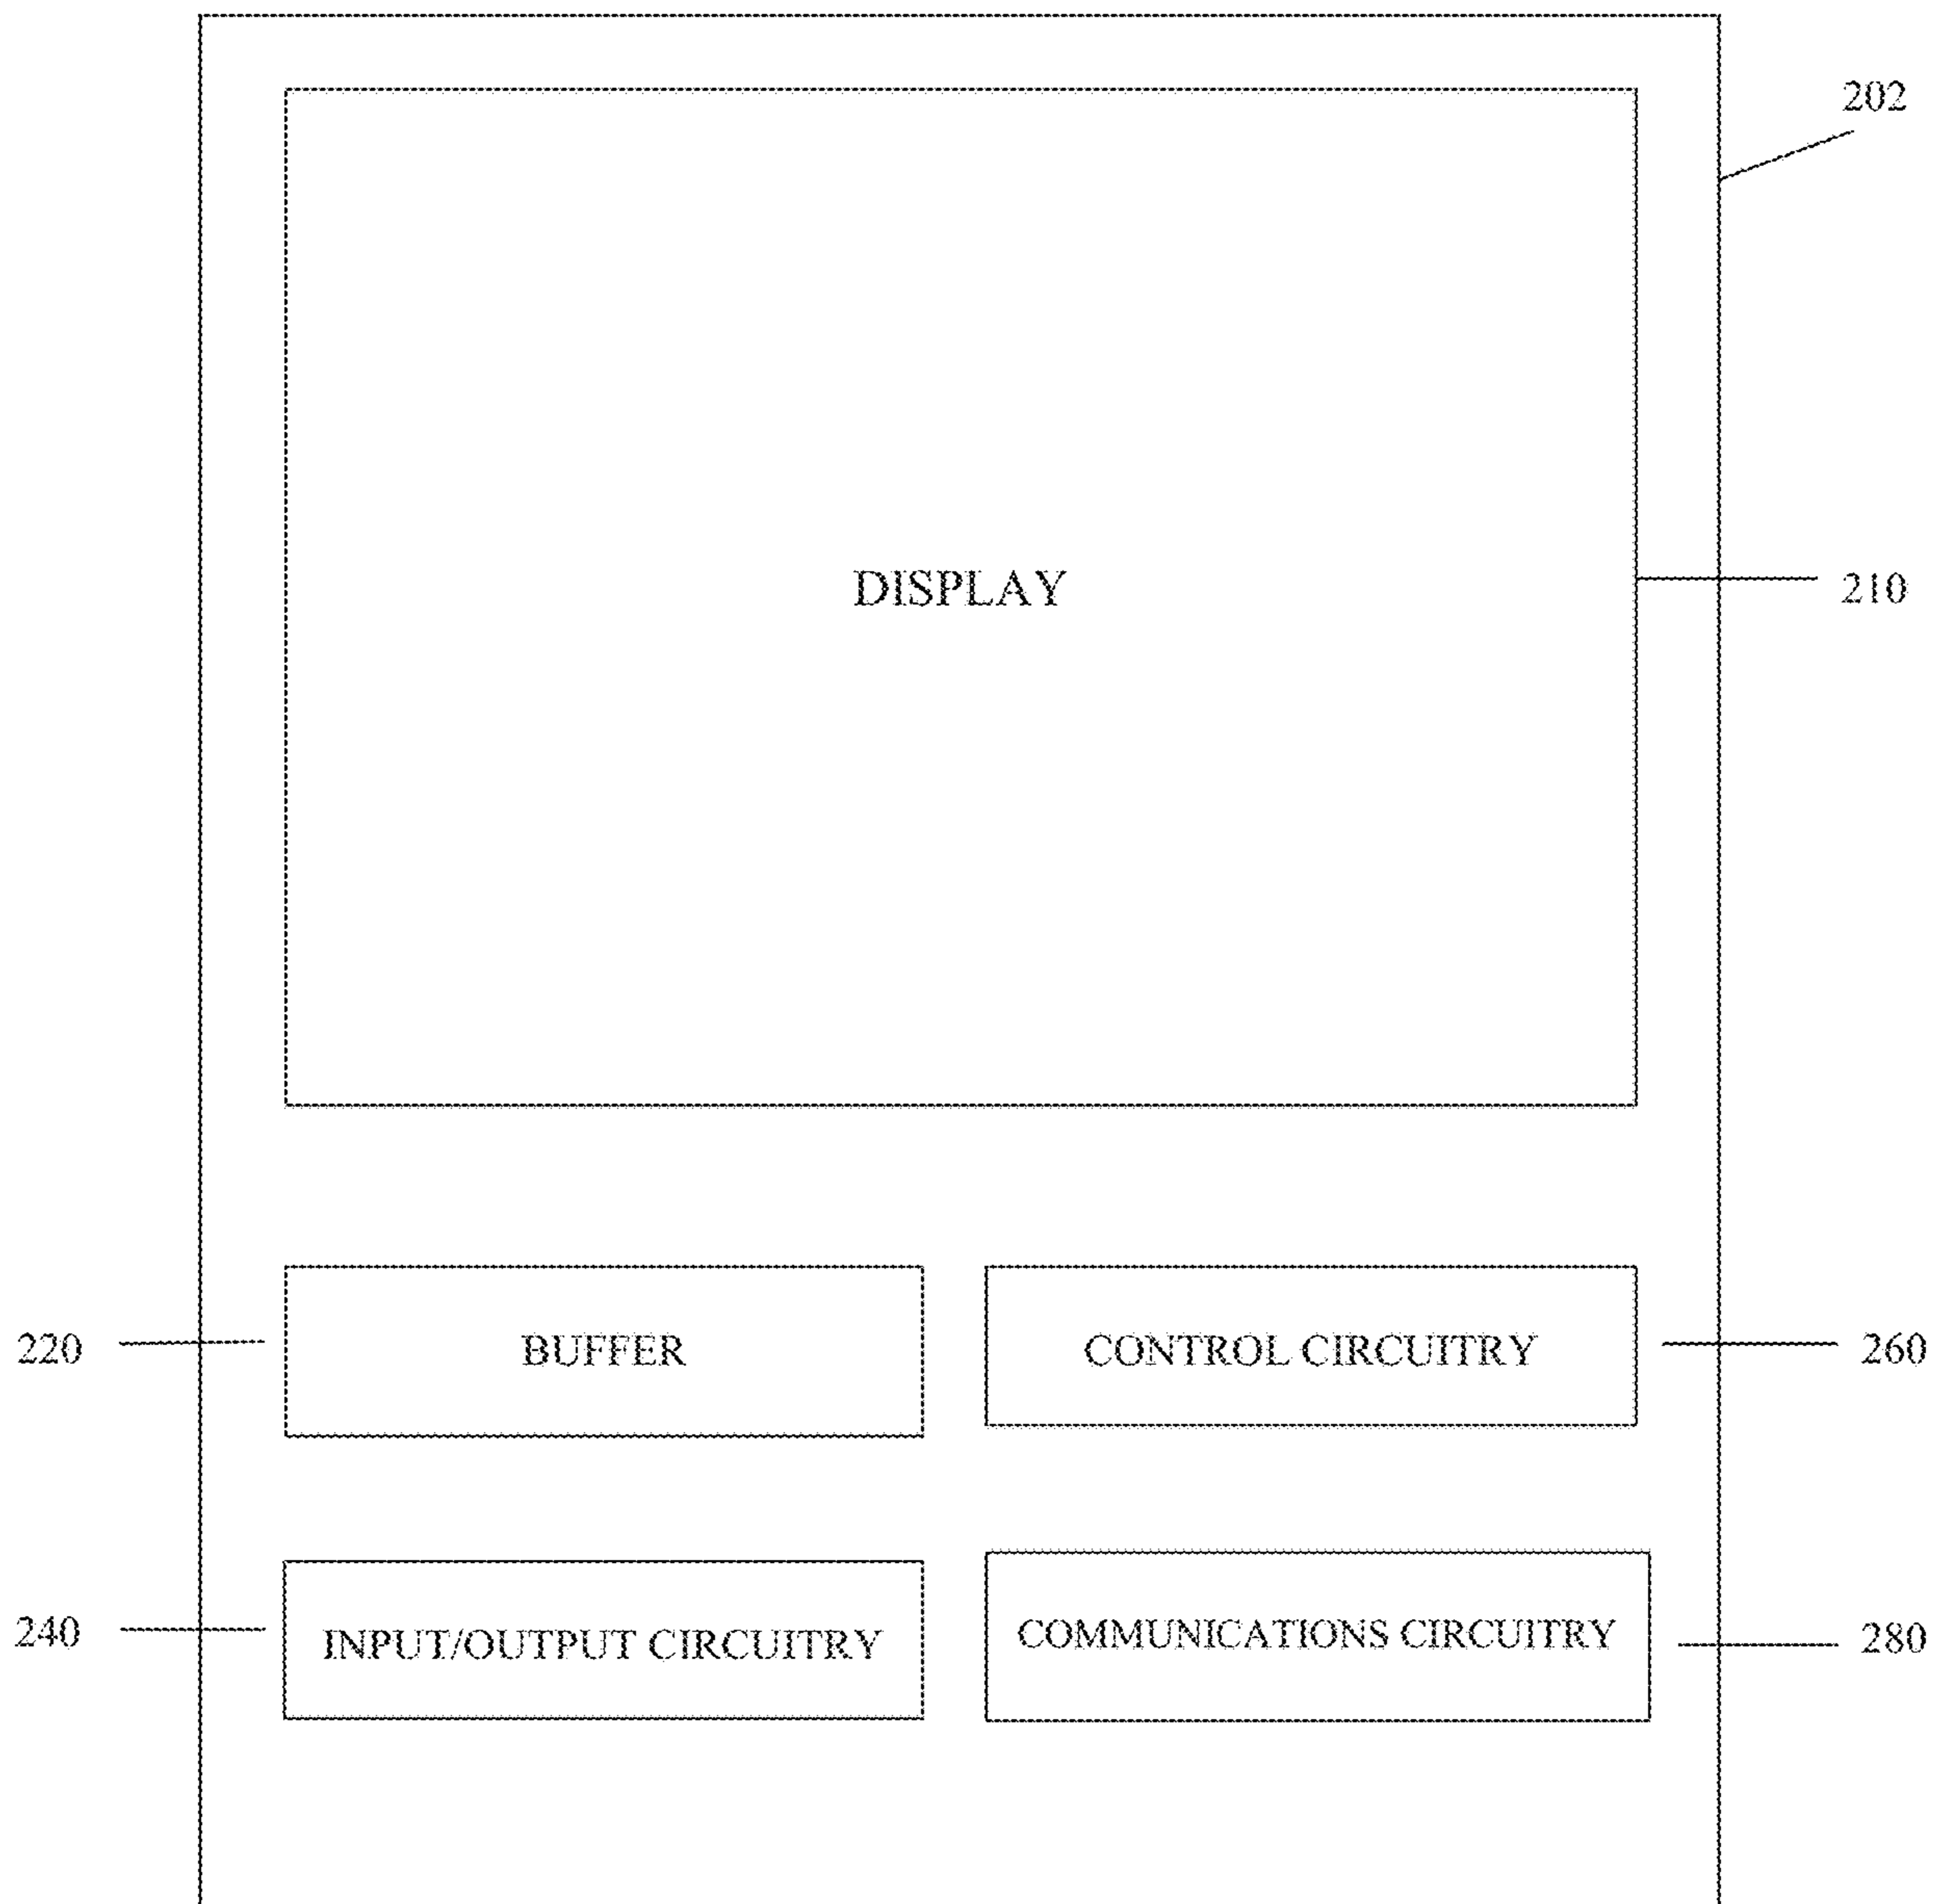 202
DISPLAY
210
220
BUFFER
CONTROL CIRCUITRY
260
240
INPUT/OUTPUT CIRCUITRY
COMMUNICATIONS CIRCUITRY
280